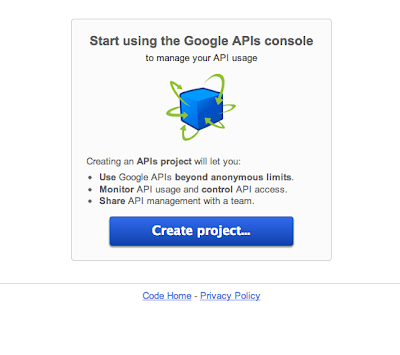 Start using the Google APIs console
to manage your API usage
Creating an APIs project will let you:
• Use Google APIs beyond anonymous limits.
• Monitor API usage and control API access.
• Share API management with a team.
Create project...
Code Home - Privacy Policy